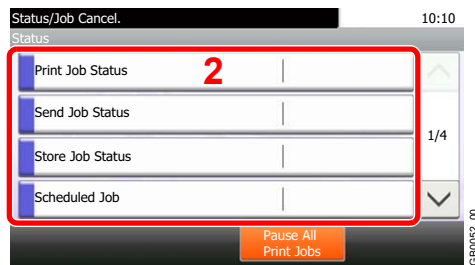 Status/Job Cancel. 10:10
Status
Print Job Status
2
Send Job Status
Store Job Status
Scheduled Job
1/4
Pause All
Print Jobs
GB0052_00